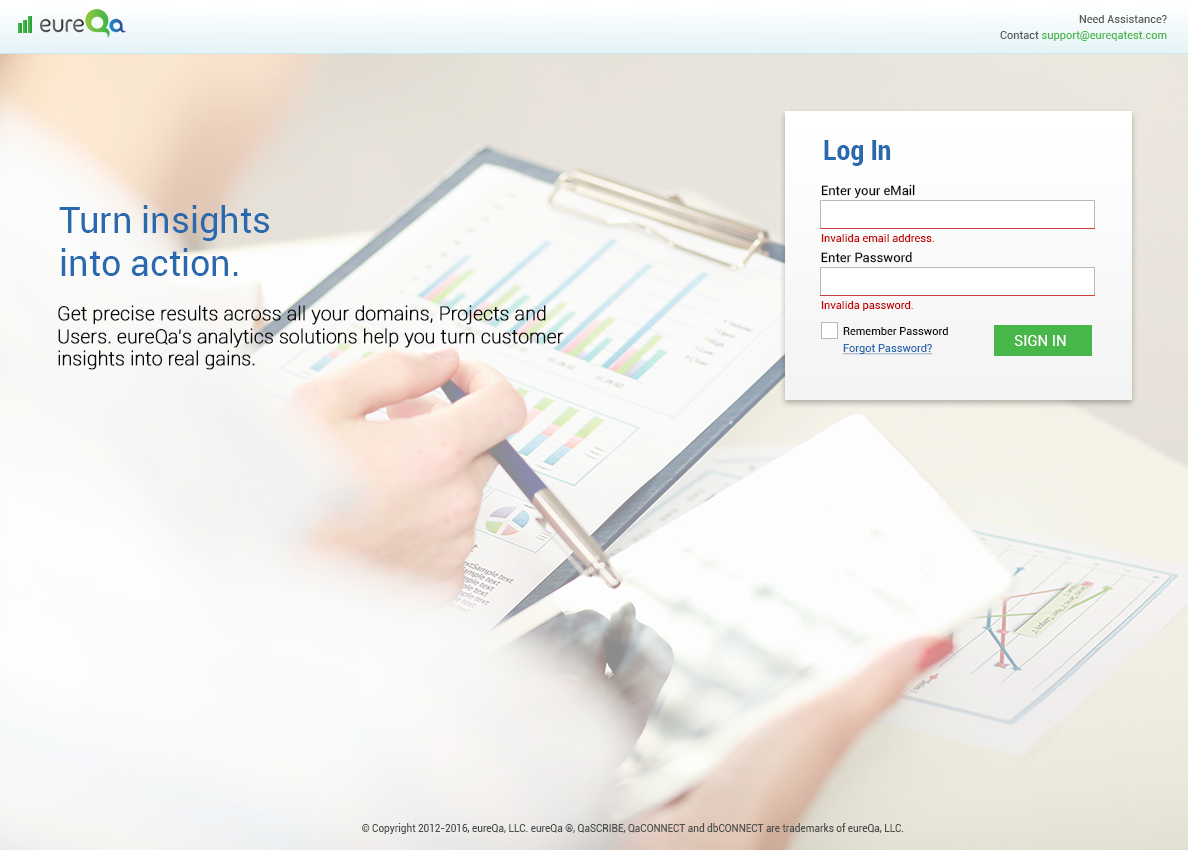 eureQa
Need Assistance?
Contact support@eureqatest.com
Log In
Enter your eMail
Invalida email address.
Enter Password
Invalida password.
Remember Password
Forgot Password?
SIGN IN
Turn insights
into action.
Get precise results across all your domains, Projects and
Users. eureQa's analytics solutions help you turn customer
insights into real gains.
© Copyright 2012-2016, eureQa, LLC. eureQa ®, QaSCRIBE, QaCONNECT and dbCONNECT are trademarks of eureQa, LLC.